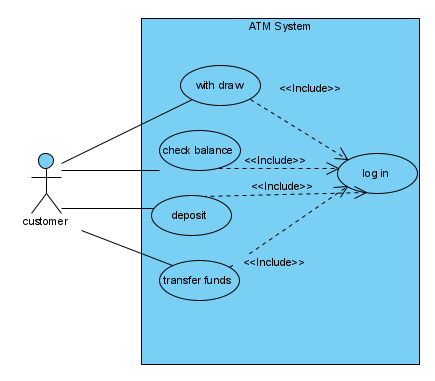 ATM System
with draw
<<Include>>
check balance
<<Include>>
log in
<<Include>>
deposit
customer
<<Include>>
transfer funds